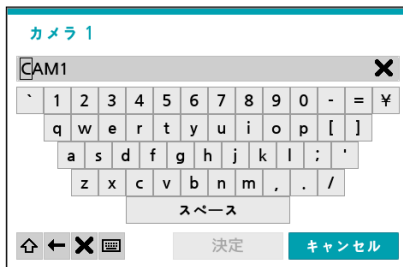 カメラ 1
CAM1
` 1 2 3 4 5 6 7 8 9 0 - = ¥
q w e r t y u i o p [ ]
a s d f g h j k l ; '
z x c v b n m , . /
スペース
決定 キャンセル